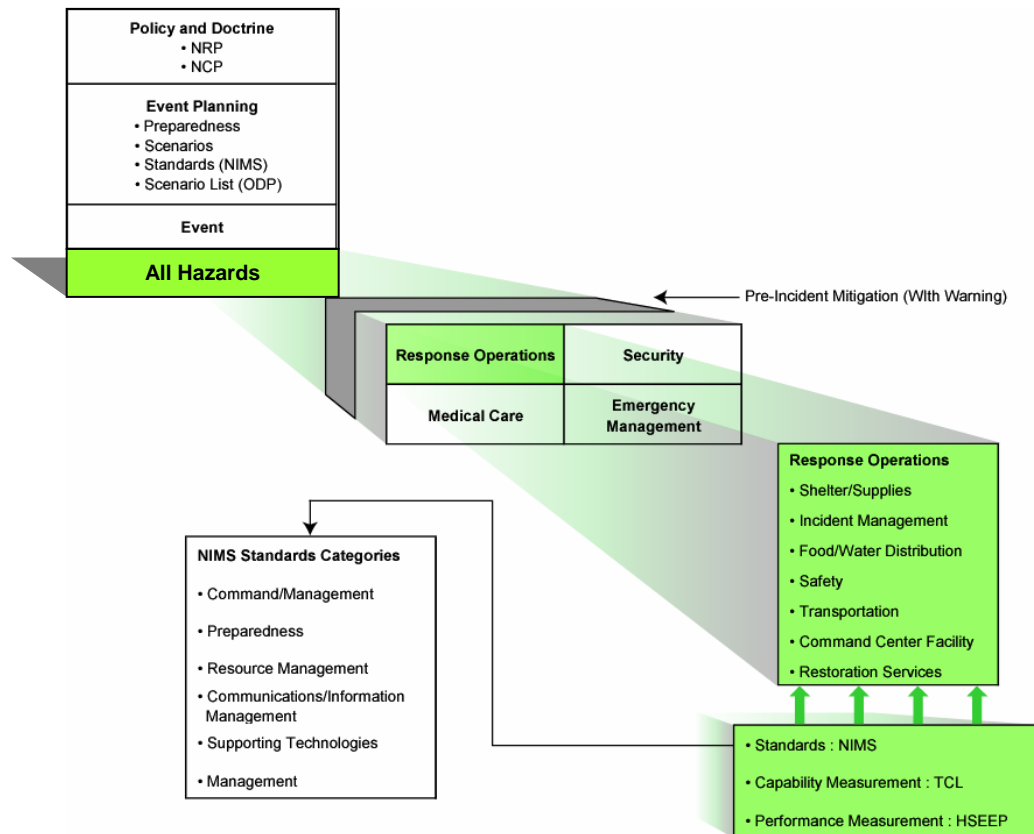 Policy and Doctrine
• NRP
• NCP
Event Planning
• Preparedness
• Scenarios
• Standards (NIMS)
• Scenario List (ODP)
Event
All Hazards
Pre-Incident Mitigation (WIth Warning)
Response Operations
Security
Medical Care
Emergency
Management
Response Operations
• Shelter/Supplies
• Incident Management
• Food/Water Distribution
• Safety
• Transportation
• Command Center Facility
• Restoration Services
NIMS Standards Categories
• Command/Management
• Preparedness
• Resource Management
• Communications/Information
Management
• Supporting Technologies
• Management
• Standards : NIMS
• Capability Measurement : TCL
• Performance Measurement : HSEEP